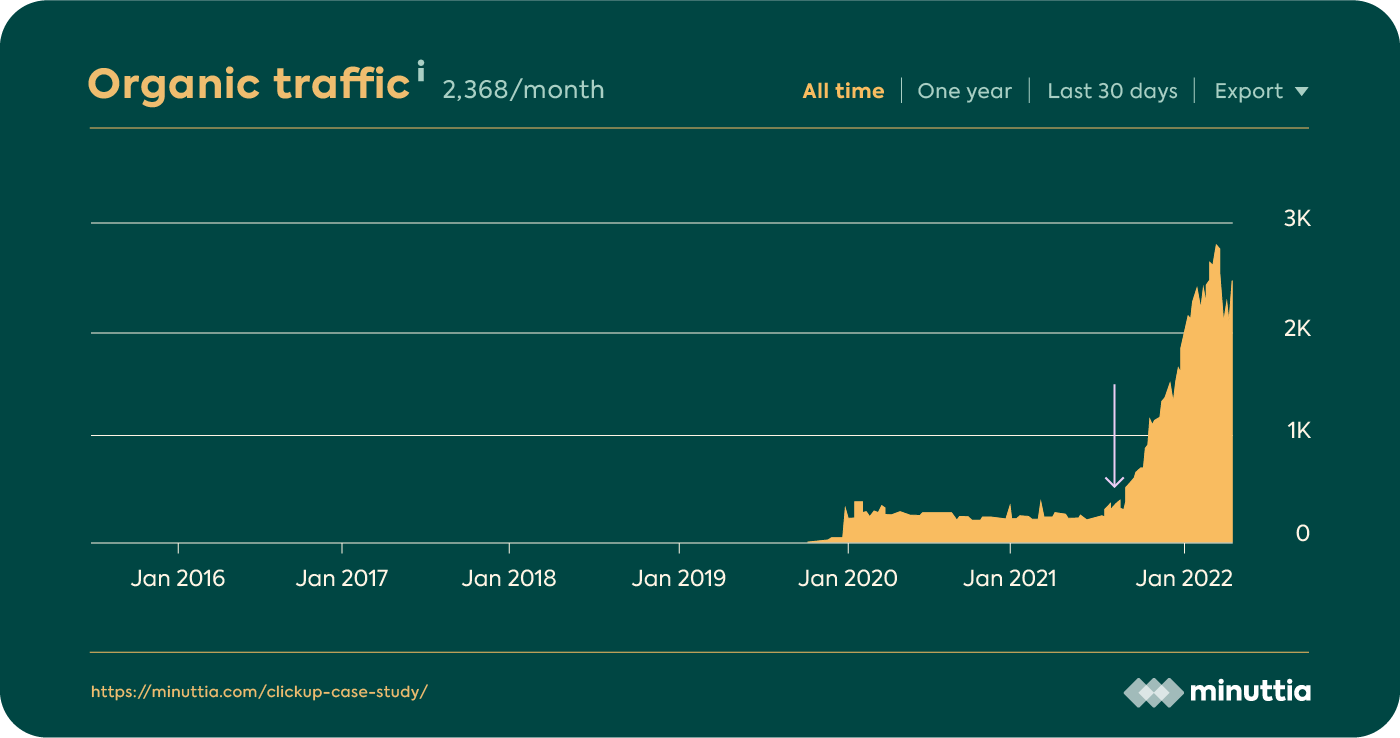 Organic traffic i 2,368/month
All time | One year | Last 30 days | Export
3K
2K
1K
0
Jan 2016 Jan 2017 Jan 2018 Jan 2019 Jan 2020 Jan 2021 Jan 2022
https://minuttia.com/clickup-case-study/
minuttia